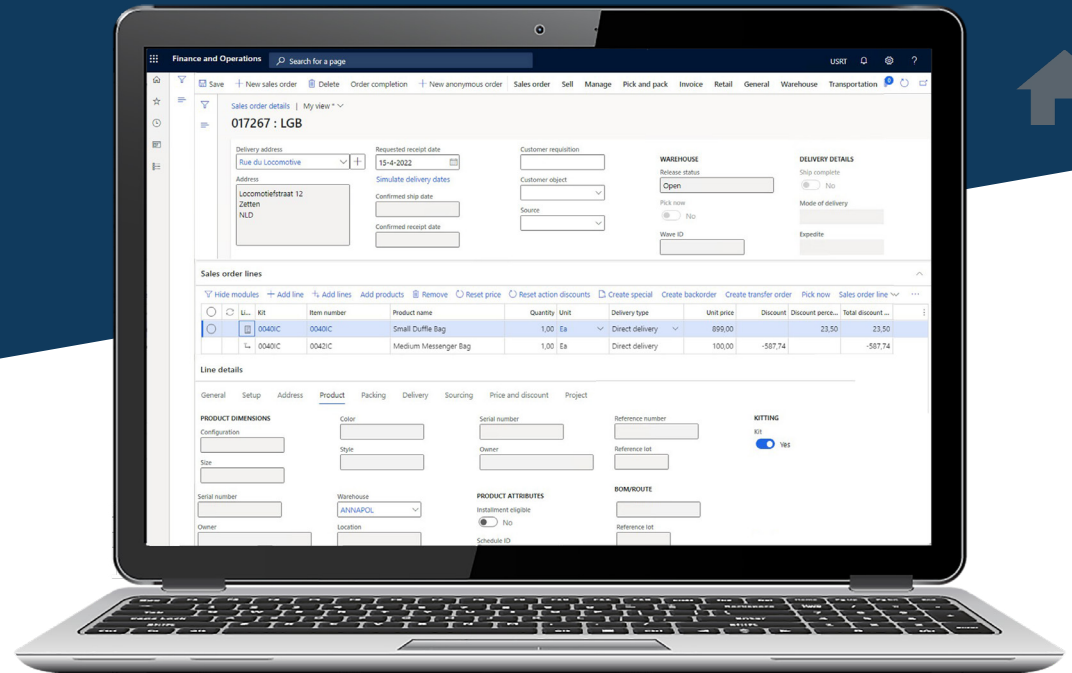 Finance and Operations Search for a page USRT ?
Save + New sales order Delete Order completion + New anonymous order Sales order Sell Manage Pick and pack Invoice Retail General Warehouse Transportation 0
Sales order details | My view *
017267 : LGB
Delivery address Requested receipt date Customer requisition
Rue du Locomotive + 15-4-2022 WAREHOUSE DELIVERY DETAILS
Address Simulate delivery dates Customer object Release status Ship complete
Locomotiefstraat 12 Confirmed ship date Open No
Zetten
NLD
Source Pick now Mode of delivery
Confirmed receipt date No
Wave ID Expedite
Sales order lines
Hide modules + Add line Add lines Add products Remove Reset price Reset action discounts Create special Create backorder Create transfer order Pick now Sales order line ...
Li... Kit Item number Product name Quantity Unit Delivery type Unit price Discount Discount perce... Total discount ...
0040IC 0040IC Small Duffle Bag 1,00 Ea Direct delivery 899,00 23,50 23,50
0040IC 0042IC Medium Messenger Bag 1,00 Ea Direct delivery 100,00 -587,74 -587,74
Line details
General Setup Address Product Packing Delivery Sourcing Price and discount Project
PRODUCT DIMENSIONS Color Serial number Reference number KITTING
Configuration Kit
Yes
Style Owner Reference lot
Size
BOM/ROUTE
Serial number Warehouse PRODUCT ATTRIBUTES
ANNAPOL Installment eligible
No
Owner Location Reference lot
Schedule ID